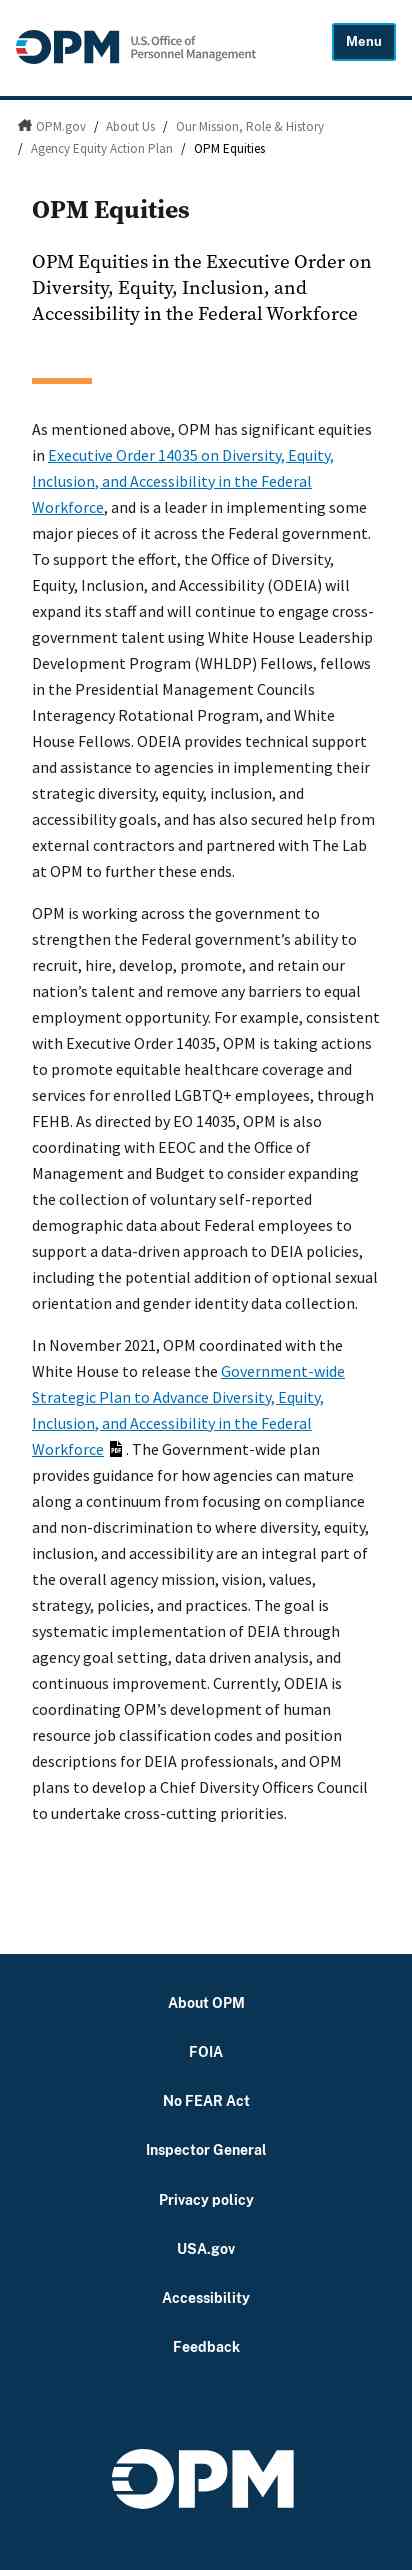 OPM U.S. Office of
Personnel Management
Menu
OPM.gov / About Us / Our Mission, Role & History
/ Agency Equity Action Plan / OPM Equities
OPM Equities
OPM Equities in the Executive Order on
Diversity, Equity, Inclusion, and
Accessibility in the Federal Workforce
As mentioned above, OPM has significant equities
in Executive Order 14035 on Diversity, Equity,
Inclusion, and Accessibility in the Federal
Workforce, and is a leader in implementing some
major pieces of it across the Federal government.
To support the effort, the Office of Diversity,
Equity, Inclusion, and Accessibility (ODEIA) will
expand its staff and will continue to engage cross-
government talent using White House Leadership
Development Program (WHLDP) Fellows, fellows
in the Presidential Management Councils
Interagency Rotational Program, and White
House Fellows. ODEIA provides technical support
and assistance to agencies in implementing their
strategic diversity, equity, inclusion, and
accessibility goals, and has also secured help from
external contractors and partnered with The Lab
at OPM to further these ends.
OPM is working across the government to
strengthen the Federal government’s ability to
recruit, hire, develop, promote, and retain our
nation’s talent and remove any barriers to equal
employment opportunity. For example, consistent
with Executive Order 14035, OPM is taking actions
to promote equitable healthcare coverage and
services for enrolled LGBTQ+ employees, through
FEHB. As directed by EO 14035, OPM is also
coordinating with EEOC and the Office of
Management and Budget to consider expanding
the collection of voluntary self-reported
demographic data about Federal employees to
support a data-driven approach to DEIA policies,
including the potential addition of optional sexual
orientation and gender identity data collection.
In November 2021, OPM coordinated with the
White House to release the Government-wide
Strategic Plan to Advance Diversity, Equity,
Inclusion, and Accessibility in the Federal
Workforce PDF . The Government-wide plan
provides guidance for how agencies can mature
along a continuum from focusing on compliance
and non-discrimination to where diversity, equity,
inclusion, and accessibility are an integral part of
the overall agency mission, vision, values,
strategy, policies, and practices. The goal is
systematic implementation of DEIA through
agency goal setting, data driven analysis, and
continuous improvement. Currently, ODEIA is
coordinating OPM’s development of human
resource job classification codes and position
descriptions for DEIA professionals, and OPM
plans to develop a Chief Diversity Officers Council
to undertake cross-cutting priorities.
About OPM
FOIA
No FEAR Act
Inspector General
Privacy policy
USA.gov
Accessibility
Feedback
OPM